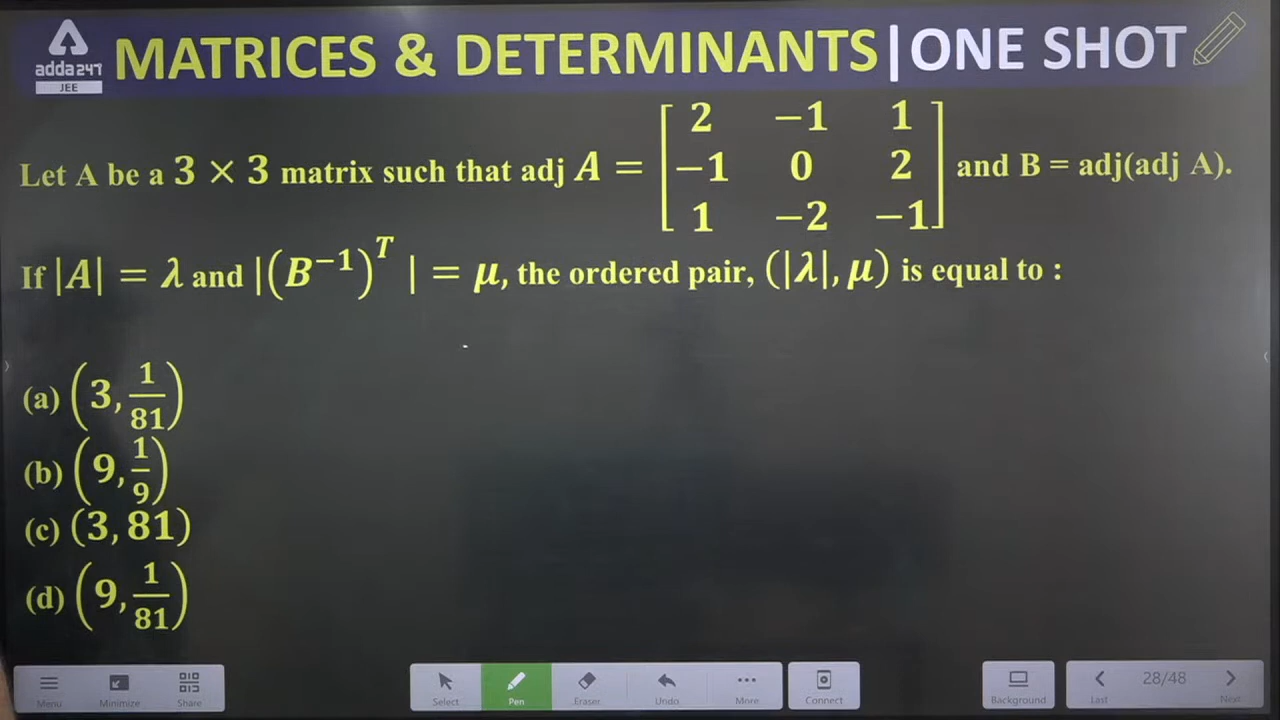 adda247
JEE
MATRICES & DETERMINANTS|ONE SHOT
Let A be a 3 × 3 matrix such that adj A = [2 −1 1
−1 0 2
1 −2 −1] and B = adj(adj A).
If |A| = λ and |(B⁻¹)ᵀ| = μ, the ordered pair, (|λ|, μ) is equal to :
(a) (3, 1/81)
(b) (9, 1/9)
(c) (3, 81)
(d) (9, 1/81)
Menu
Minimize
Share
Select
Pen
Eraser
Undo
More
Connect
Background
Last
28/48
Next